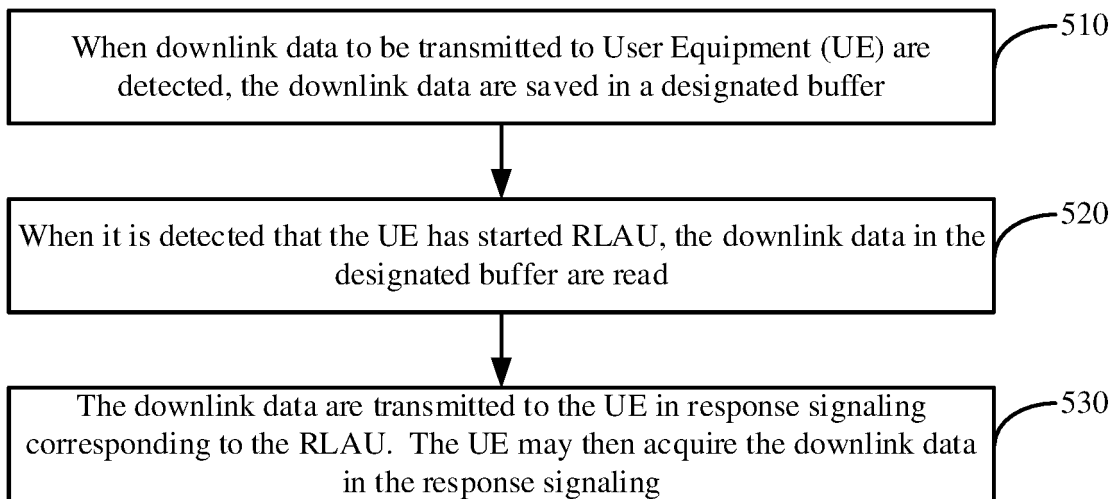 When downlink data to be transmitted to User Equipment (UE) are
detected, the downlink data are saved in a designated buffer
510
When it is detected that the UE has started RLAU, the downlink data in the
designated buffer are read
520
The downlink data are transmitted to the UE in response signaling
corresponding to the RLAU. The UE may then acquire the downlink data
in the response signaling
530